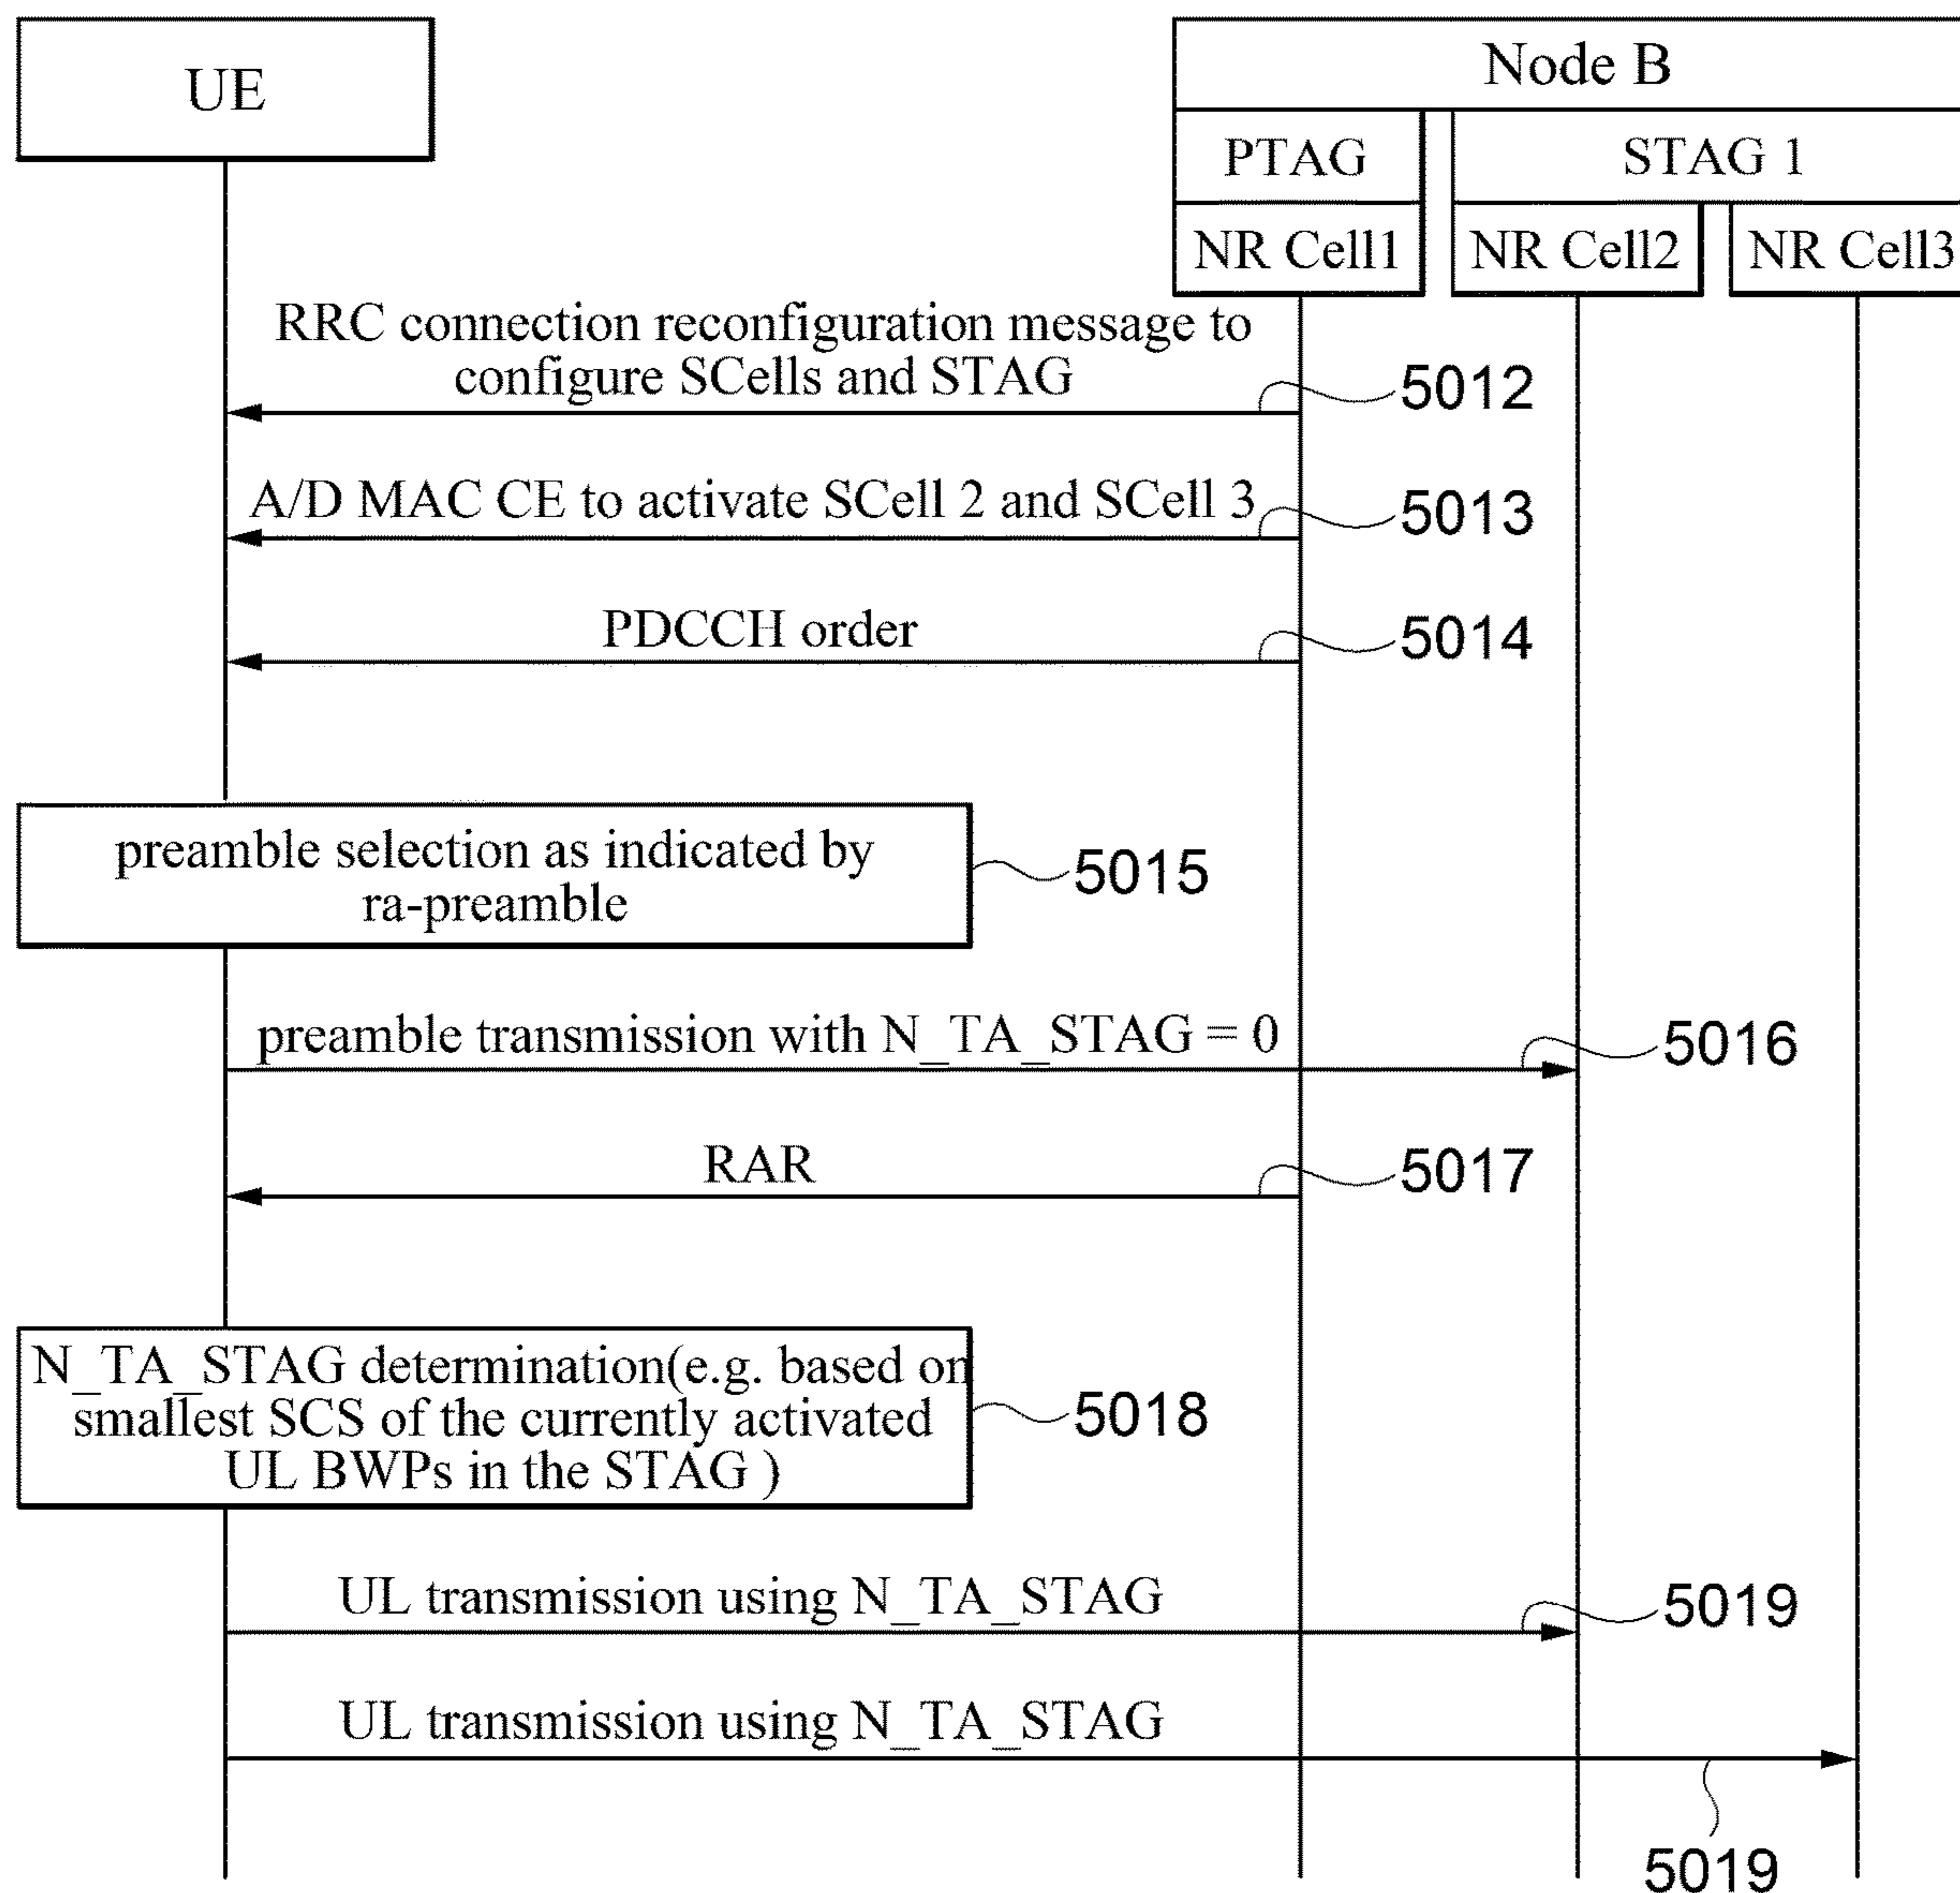 UE
Node B
PTAG
STAG 1
NR Cell1
NR Cell2
NR Cell3
RRC connection reconfiguration message to
configure SCells and STAG
5012
A/D MAC CE to activate SCell 2 and SCell 3
5013
PDCCH order
5014
preamble selection as indicated by
ra-preamble
5015
preamble transmission with N_TA_STAG = 0
5016
RAR
5017
N_TA_STAG determination(e.g. based on
smallest SCS of the currently activated
UL BWPs in the STAG )
5018
UL transmission using N_TA_STAG
5019
UL transmission using N_TA_STAG
5019